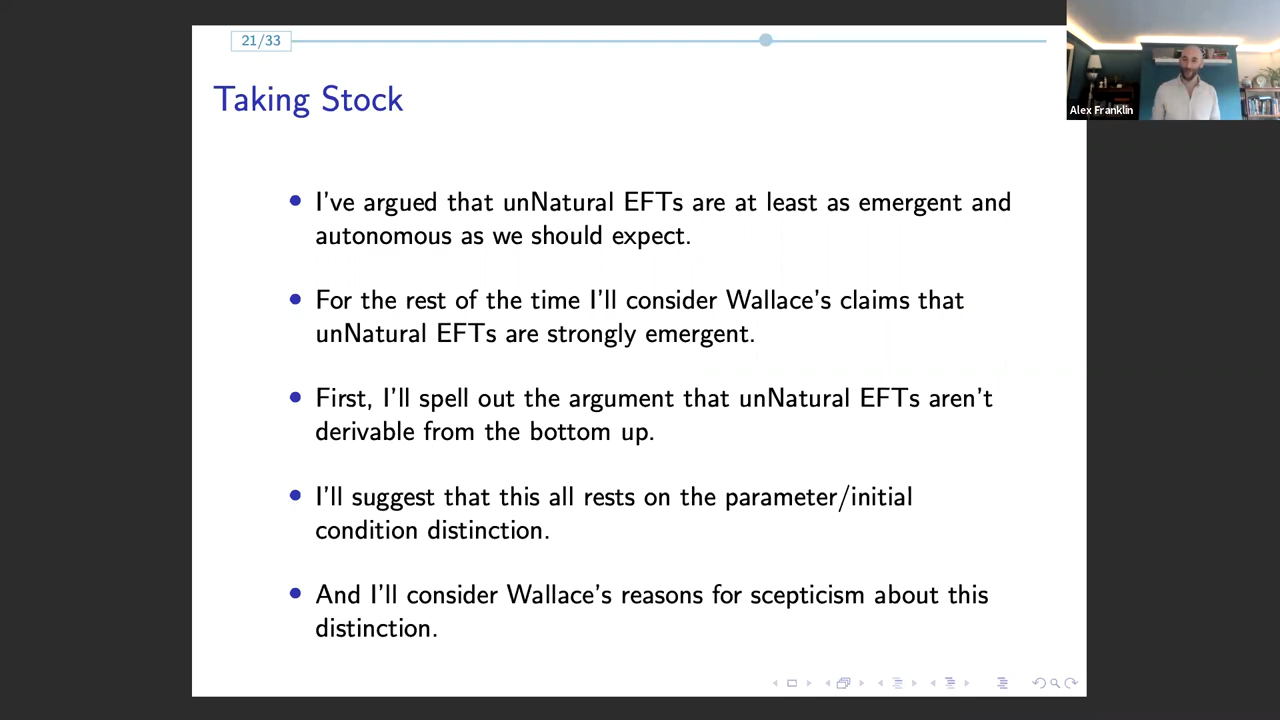 21/33
Alex Franklin
Taking Stock
• I've argued that unNatural EFTs are at least as emergent and
autonomous as we should expect.
• For the rest of the time I'll consider Wallace's claims that
unNatural EFTs are strongly emergent.
• First, I'll spell out the argument that unNatural EFTs aren't
derivable from the bottom up.
• I'll suggest that this all rests on the parameter/initial
condition distinction.
• And I'll consider Wallace's reasons for scepticism about this
distinction.